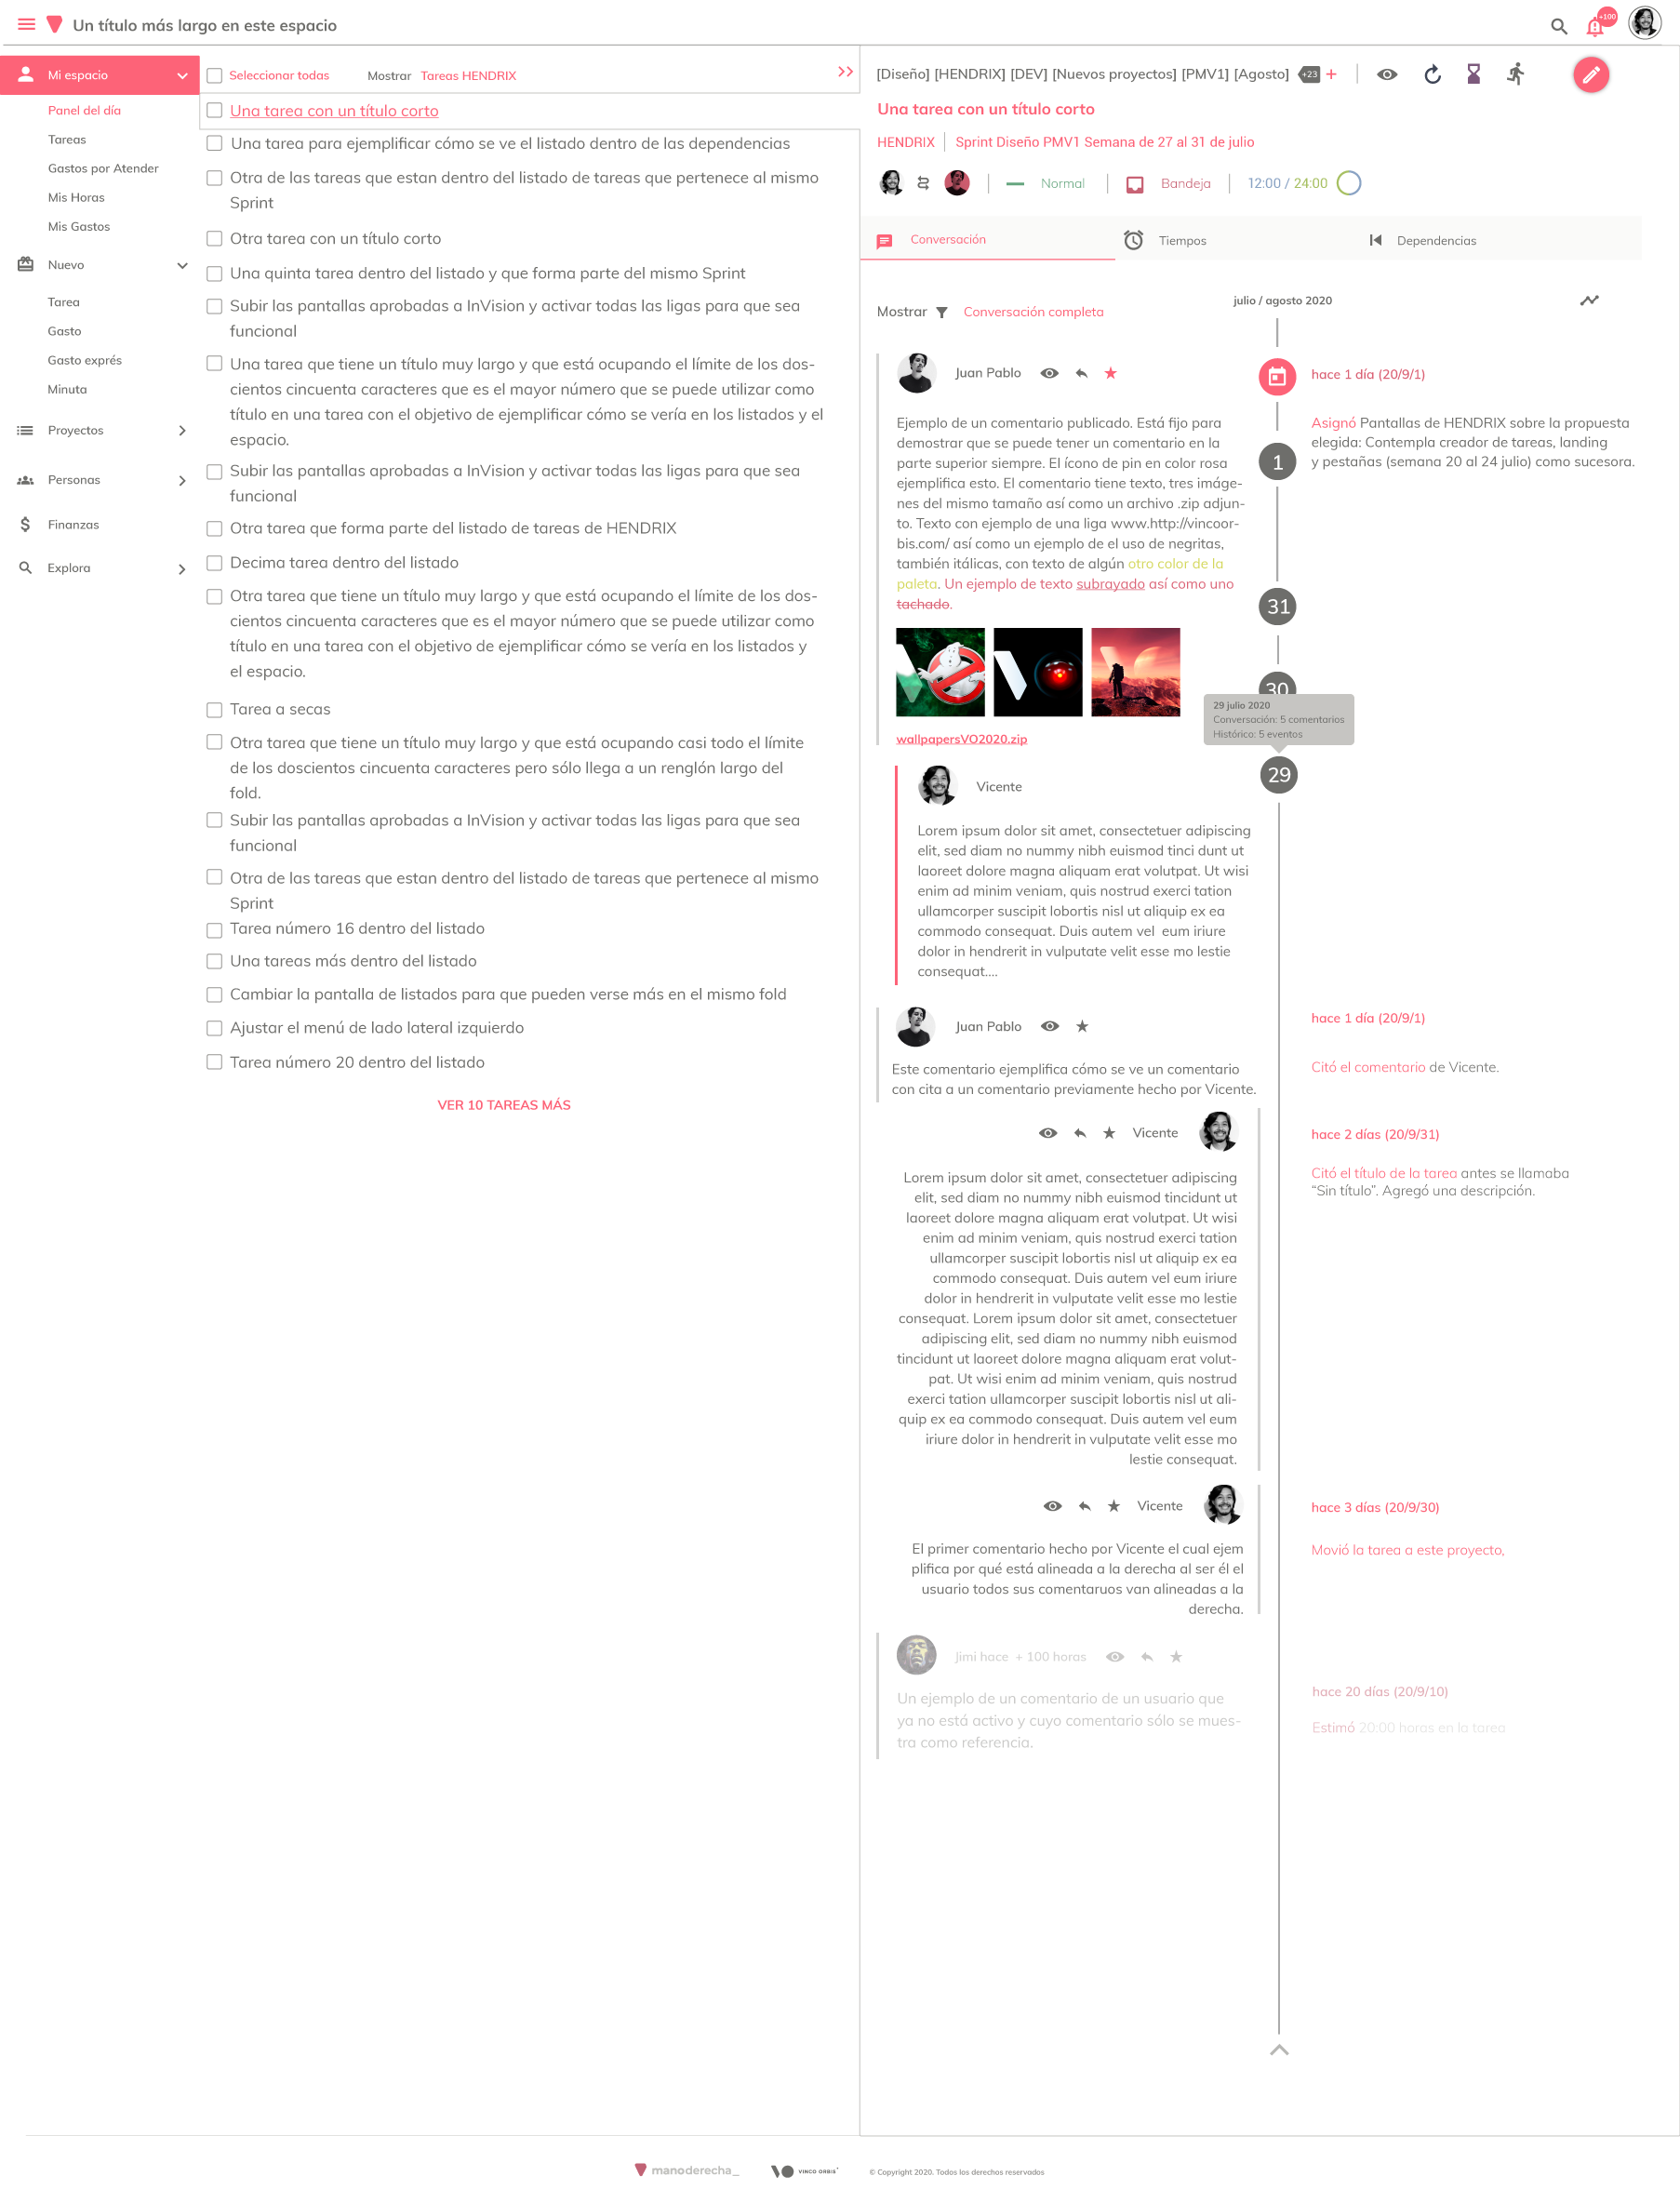 Un título más largo en este espacio
+100
Mi espacio
Panel del día
Tareas
Gastos por Atender
Mis Horas
Mis Gastos
Nuevo
Tarea
Gasto
Gasto exprés
Minuta
Proyectos
Personas
Finanzas
Explora
Seleccionar todas
Mostrar Tareas HENDRIX
Una tarea con un título corto
Una tarea para ejemplificar cómo se ve el listado dentro de las dependencias
Otra de las tareas que estan dentro del listado de tareas que pertenece al mismo
Sprint
Otra tarea con un título corto
Una quinta tarea dentro del listado y que forma parte del mismo Sprint
Subir las pantallas aprobadas a InVision y activar todas las ligas para que sea
funcional
Una tarea que tiene un título muy largo y que está ocupando el límite de los dos-
cientos cincuenta caracteres que es el mayor número que se puede utilizar como
título en una tarea con el objetivo de ejemplificar cómo se vería en los listados y el
espacio.
Subir las pantallas aprobadas a InVision y activar todas las ligas para que sea
funcional
Otra tarea que forma parte del listado de tareas de HENDRIX
Decima tarea dentro del listado
Otra tarea que tiene un título muy largo y que está ocupando el límite de los dos-
cientos cincuenta caracteres que es el mayor número que se puede utilizar como
título en una tarea con el objetivo de ejemplificar cómo se vería en los listados y
el espacio.
Tarea a secas
Otra tarea que tiene un título muy largo y que está ocupando casi todo el límite
de los doscientos cincuenta caracteres pero sólo llega a un renglón largo del
fold.
Subir las pantallas aprobadas a InVision y activar todas las ligas para que sea
funcional
Otra de las tareas que estan dentro del listado de tareas que pertenece al mismo
Sprint
Tarea número 16 dentro del listado
Una tareas más dentro del listado
Cambiar la pantalla de listados para que pueden verse más en el mismo fold
Ajustar el menú de lado lateral izquierdo
Tarea número 20 dentro del listado
VER 10 TAREAS MÁS
[Diseño] [HENDRIX] [DEV] [Nuevos proyectos] [PMV1] [Agosto] +23 +
Una tarea con un título corto
HENDRIX Sprint Diseño PMV1 Semana de 27 al 31 de julio
Normal
Bandeja
12:00 / 24:00
Conversación
Tiempos
Dependencias
Mostrar Conversación completa
julio / agosto 2020
Juan Pablo
Ejemplo de un comentario publicado. Está fijo para
demostrar que se puede tener un comentario en la
parte superior siempre. El ícono de pin en color rosa
ejemplifica esto. El comentario tiene texto, tres imáge-
nes del mismo tamaño así como un archivo .zip adjun-
to. Texto con ejemplo de una liga www.http://vincoor-
bis.com/ así como un ejemplo de el uso de negritas,
también itálicas, con texto de algún otro color de la
paleta. Un ejemplo de texto subrayado así como uno
tachado.
wallpapersVO2020.zip
hace 1 día (20/9/1)
Asignó Pantallas de HENDRIX sobre la propuesta
elegida: Contempla creador de tareas, landing
y pestañas (semana 20 al 24 julio) como sucesora.
1
31
30
29 julio 2020
Conversación: 5 comentarios
Histórico: 5 eventos
29
Vicente
Lorem ipsum dolor sit amet, consectetuer adipiscing
elit, sed diam no nummy nibh euismod tinci dunt ut
laoreet dolore magna aliquam erat volutpat. Ut wisi
enim ad minim veniam, quis nostrud exerci tation
ullamcorper suscipit lobortis nisl ut aliquip ex ea
commodo consequat. Duis autem vel eum iriure
dolor in hendrerit in vulputate velit esse mo lestie
consequat....
Juan Pablo
Este comentario ejemplifica cómo se ve un comentario
con cita a un comentario previamente hecho por Vicente.
hace 1 día (20/9/1)
Citó el comentario de Vicente.
Vicente
Lorem ipsum dolor sit amet, consectetuer adipiscing
elit, sed diam no nummy nibh euismod tincidunt ut
laoreet dolore magna aliquam erat volutpat. Ut wisi
enim ad minim veniam, quis nostrud exerci tation
ullamcorper suscipit lobortis nisl ut aliquip ex ea
commodo consequat. Duis autem vel eum iriure
dolor in hendrerit in vulputate velit esse mo lestie
consequat. Lorem ipsum dolor sit amet, consectetuer
adipiscing elit, sed diam no nummy nibh euismod
tincidunt ut laoreet dolore magna aliquam erat volut-
pat. Ut wisi enim ad minim veniam, quis nostrud
exerci tation ullamcorper suscipit lobortis nisl ut ali-
quip ex ea commodo consequat. Duis autem vel eum
iriure dolor in hendrerit in vulputate velit esse mo
lestie consequat.
hace 2 días (20/9/31)
Citó el título de la tarea antes se llamaba
“Sin título”. Agregó una descripción.
Vicente
El primer comentario hecho por Vicente el cual ejem
plifica por qué está alineada a la derecha al ser él el
usuario todos sus comentaruos van alineadas a la
derecha.
hace 3 días (20/9/30)
Movió la tarea a este proyecto,
Jimi hace + 100 horas
Un ejemplo de un comentario de un usuario que
ya no está activo y cuyo comentario sólo se mues-
tra como referencia.
hace 20 días (20/9/10)
Estimó 20:00 horas en la tarea
manoderecha_
VINCO ORBIS
© Copyright 2020. Todos los derechos reservados